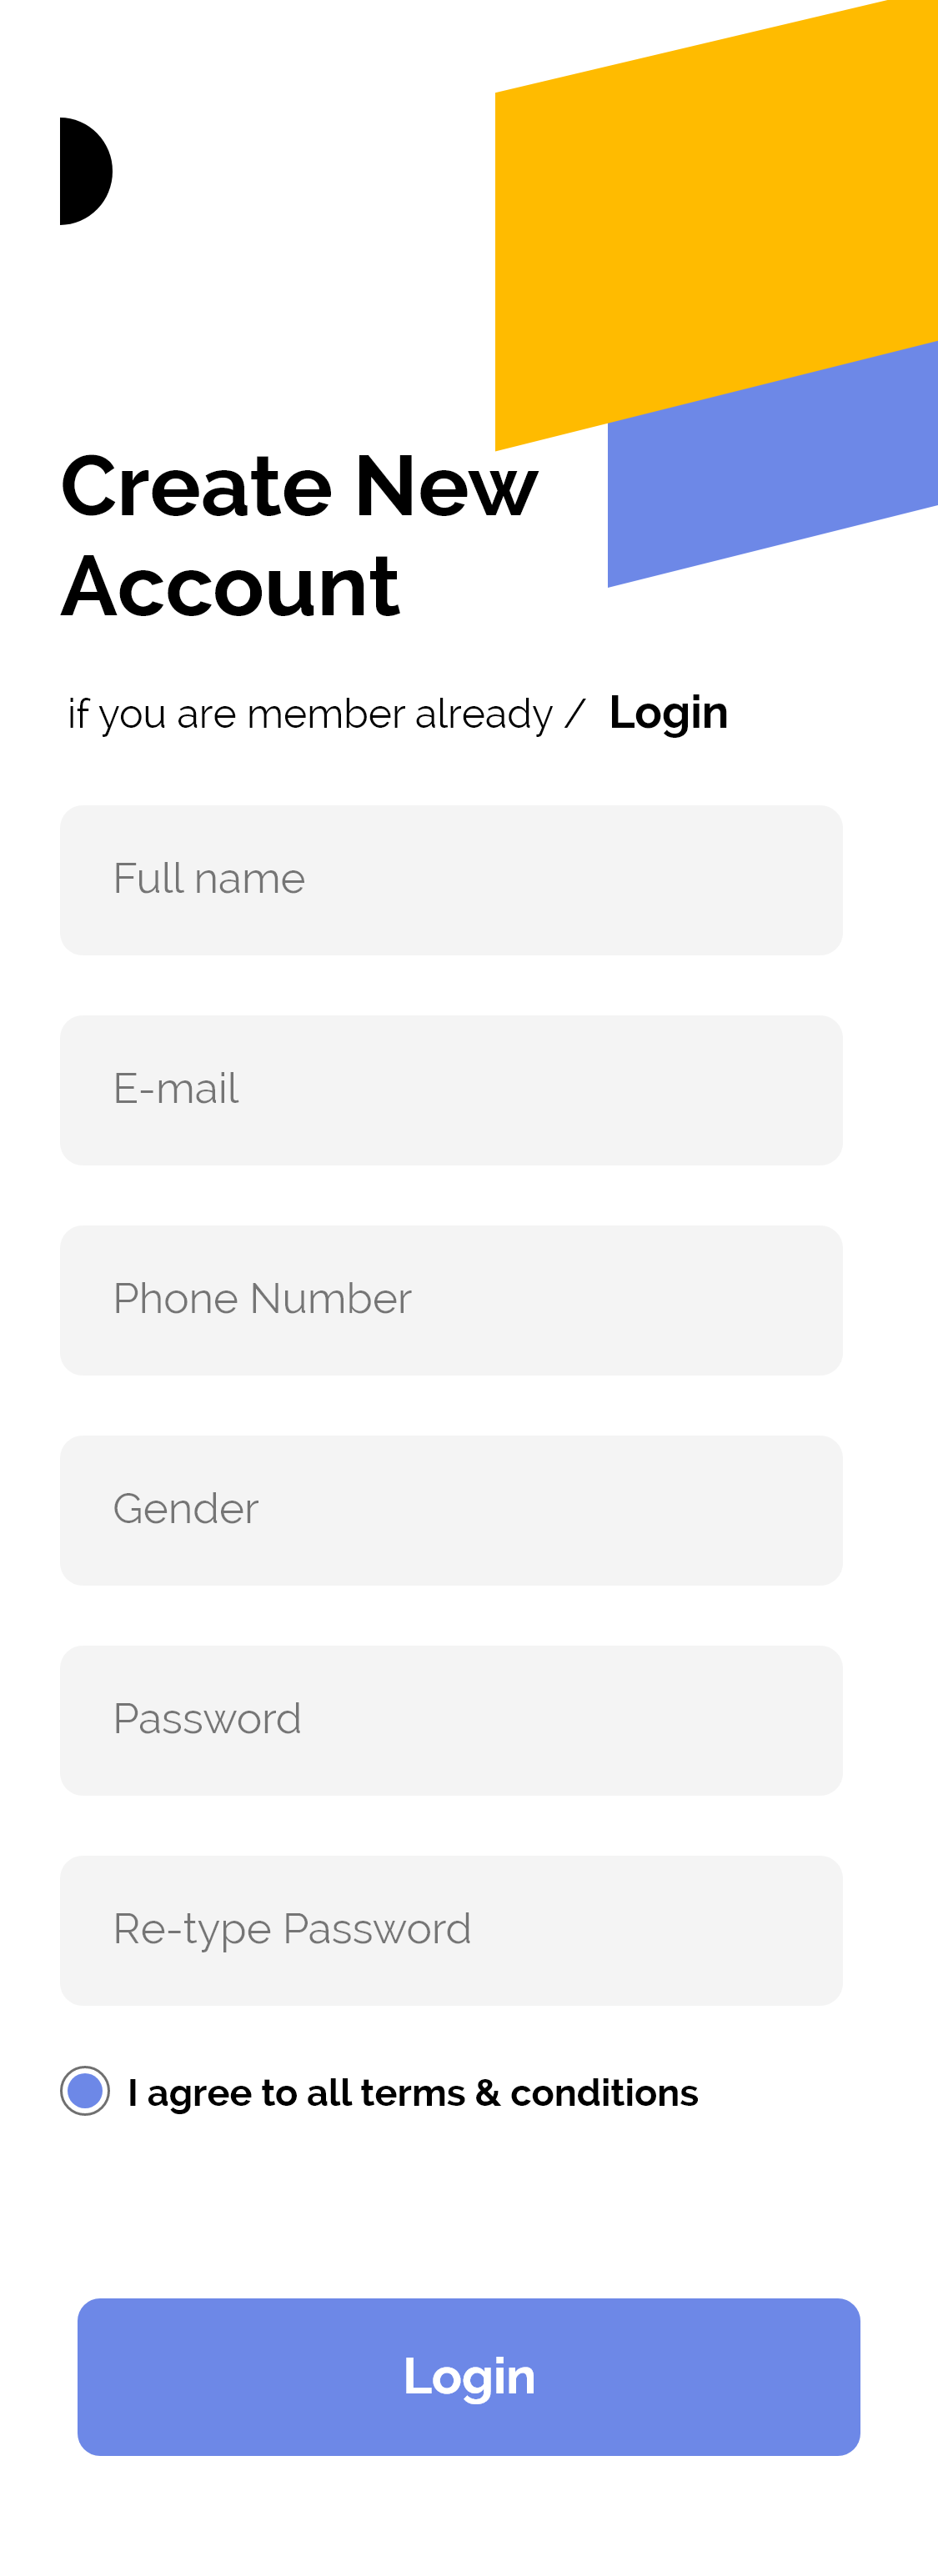 Create New
Account
if you are member already / Login
Full name
E-mail
Phone Number
Gender
Password
Re-type Password
I agree to all terms & conditions
Login